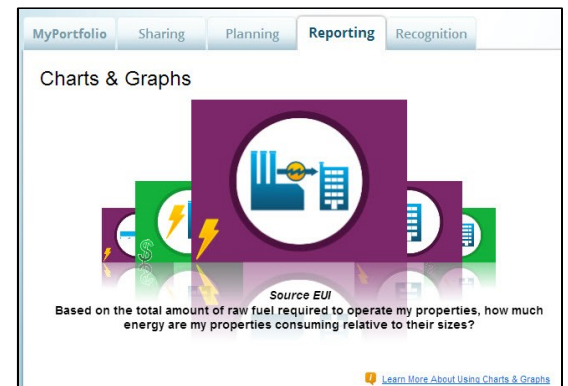 MyPortfolio Sharing Planning Reporting Recognition
Charts & Graphs
Source EUI
Based on the total amount of raw fuel required to operate my properties, how much
energy are my properties consuming relative to their sizes?
Learn More About Using Charts & Graphs